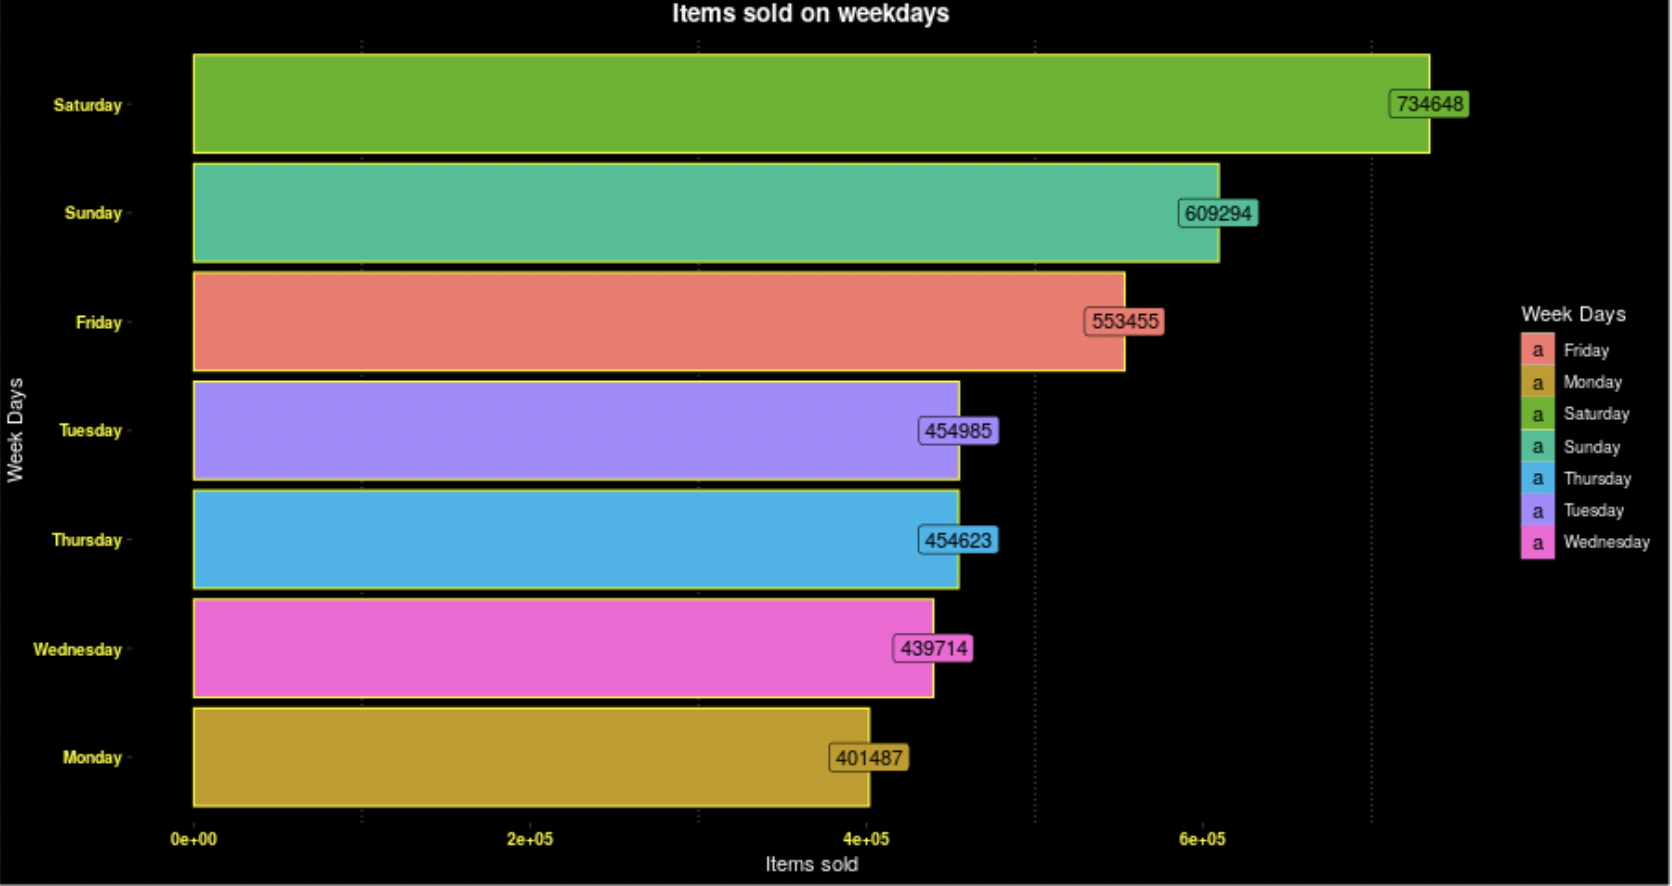 Items sold on weekdays
Saturday
734648
Sunday
609294
Friday
553455
Tuesday
454985
Thursday
454623
Wednesday
439714
Monday
401487
0e+00 2e+05 4e+05 6e+05
Items sold
Week Days
Week Days
a Friday
a Monday
a Saturday
a Sunday
a Thursday
a Tuesday
a Wednesday